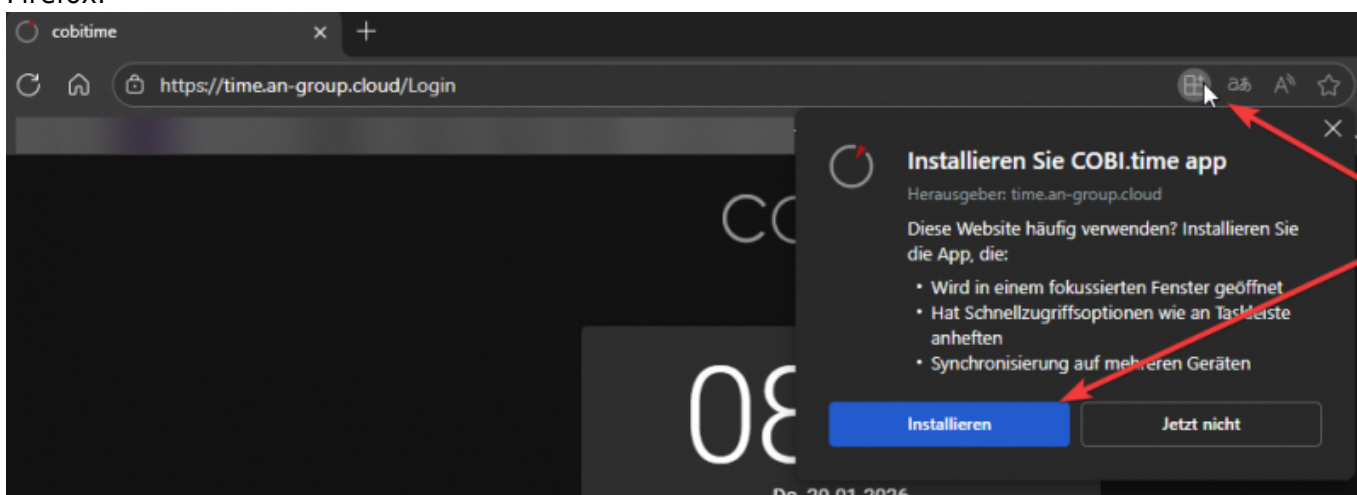 Firefox.
cobitime
https://time.an-group.cloud/Login
aあ A
Installieren Sie COBI.time app
Herausgeber: time.an-group.cloud
Diese Website häufig verwenden? Installieren Sie
die App, die:
• Wird in einem fokussierten Fenster geöffnet
• Hat Schnellzugriffsoptionen wie an Taskleiste
anheften
• Synchronisierung auf mehreren Geräten
Installieren Jetzt nicht
CO
08
Do. 29.01.2026